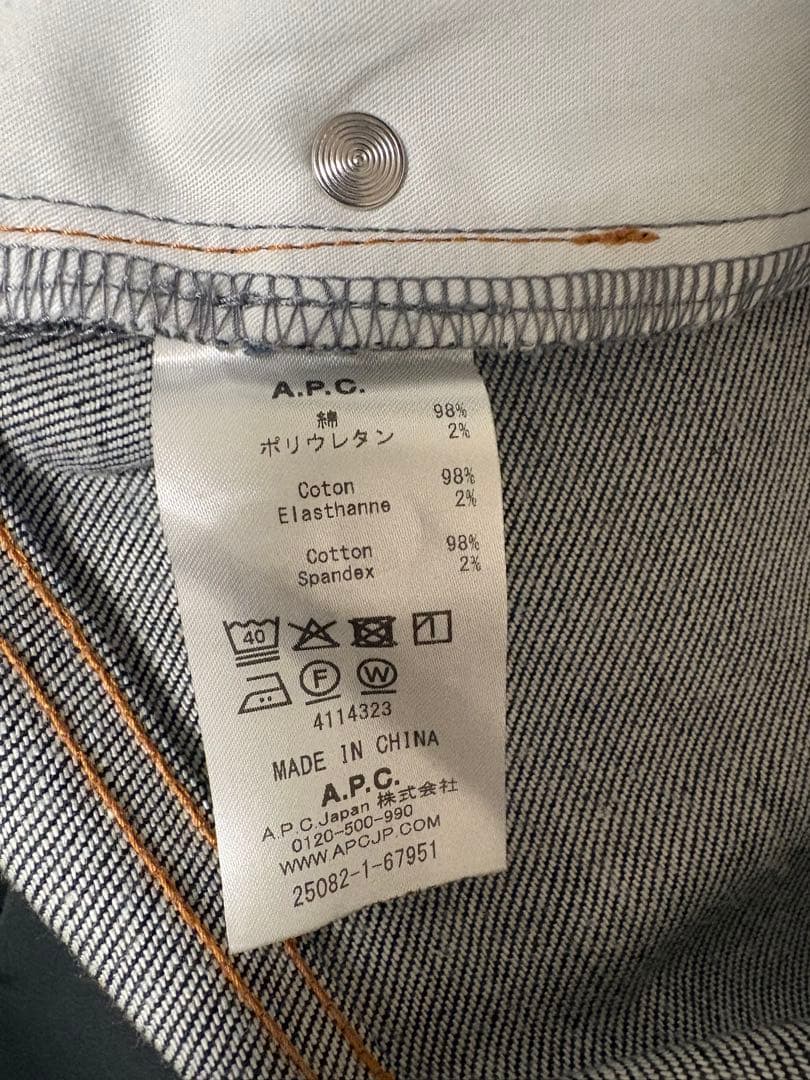 A.P.C.
綿 98%
ポリウレタン 2%
Coton 98%
Elasthanne 2%
Cotton 98%
Spandex 2%
40
F W
4114323
MADE IN CHINA
A.P.C.
A.P.C.Japan 株式会社
0120-500-990
WWW.APCJP.COM
25082-1-67951